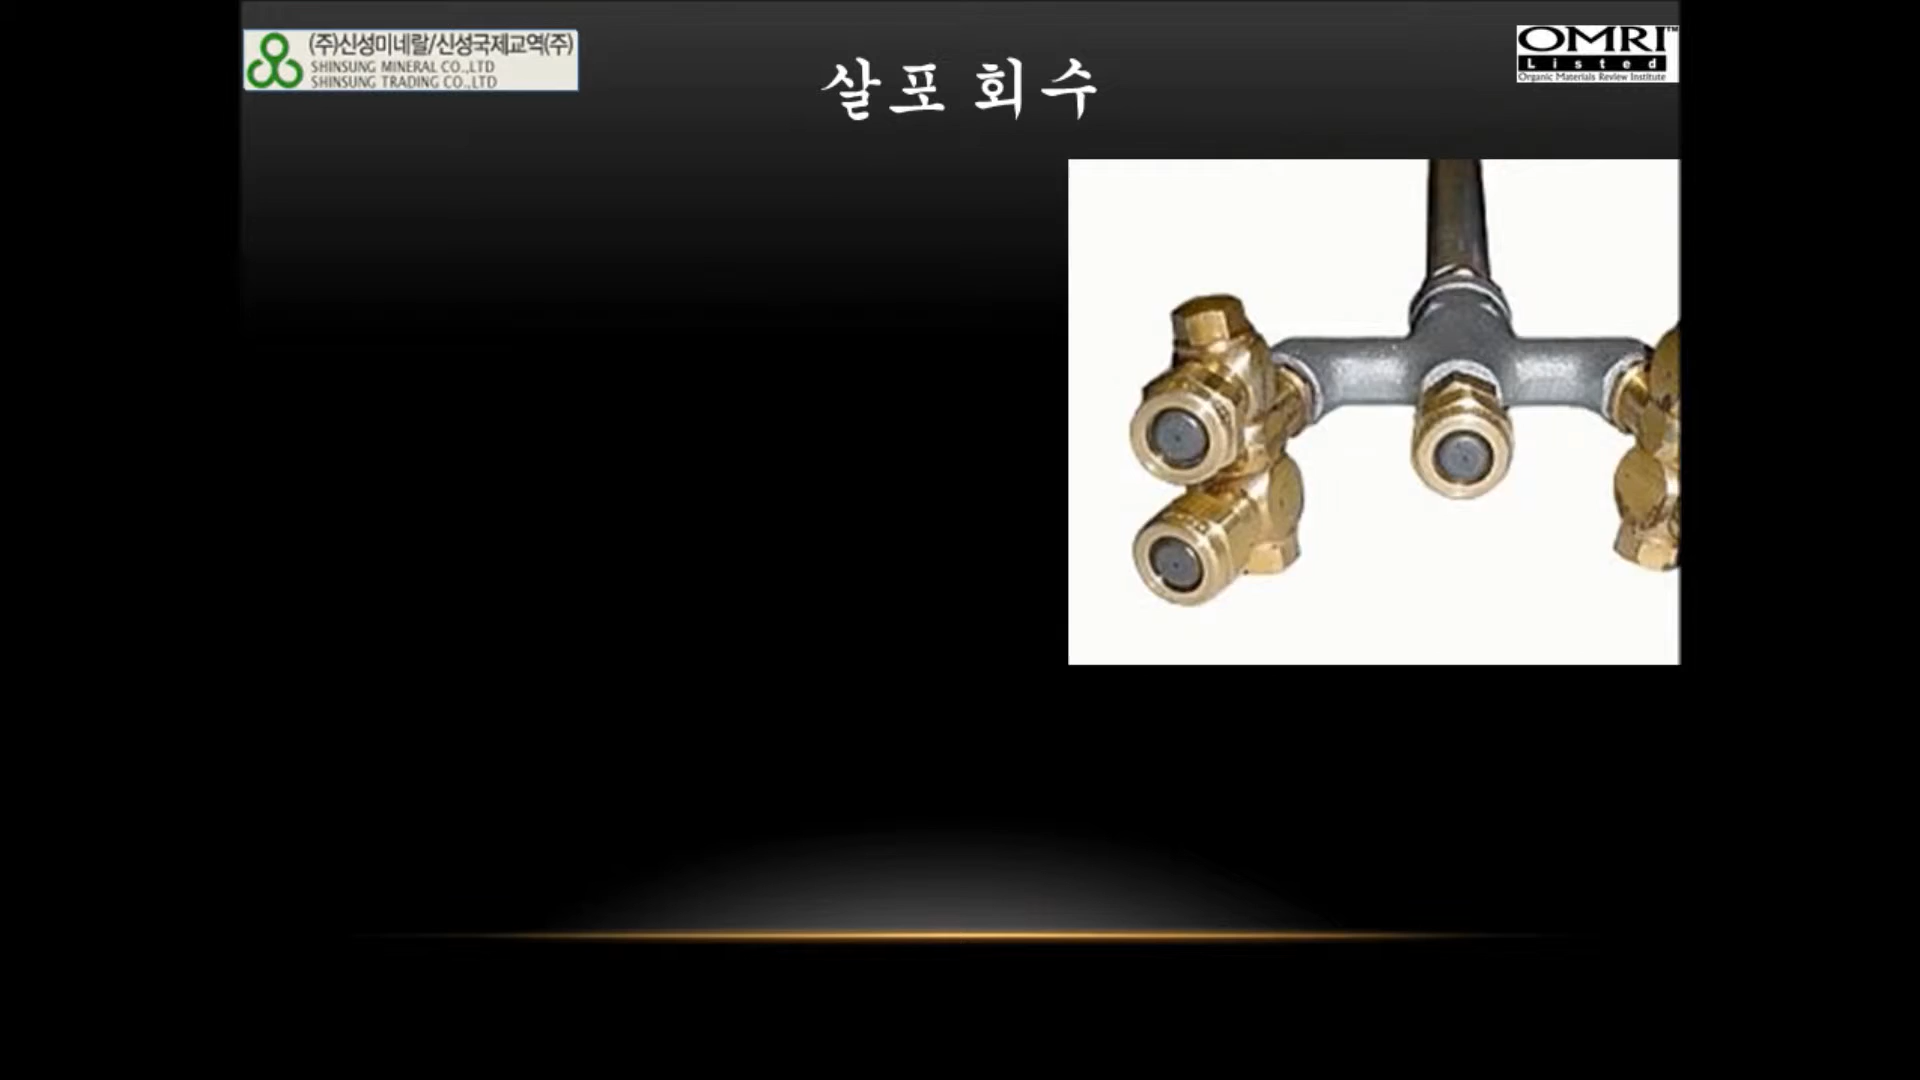 (주)신성미네랄/신성국제교역(주)
SHINSUNG MINERAL CO.,LTD
SHINSUNG TRADING CO.,LTD
살포 회수
OMRI™
Listed
Organic Materials Review Institute